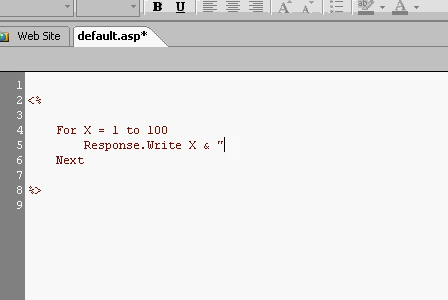 B U A A ab A
Web Site default.asp*
1
2 <%
3
4 For X = 1 to 100
5 Response.Write X & "
6 Next
7
8 %>
9